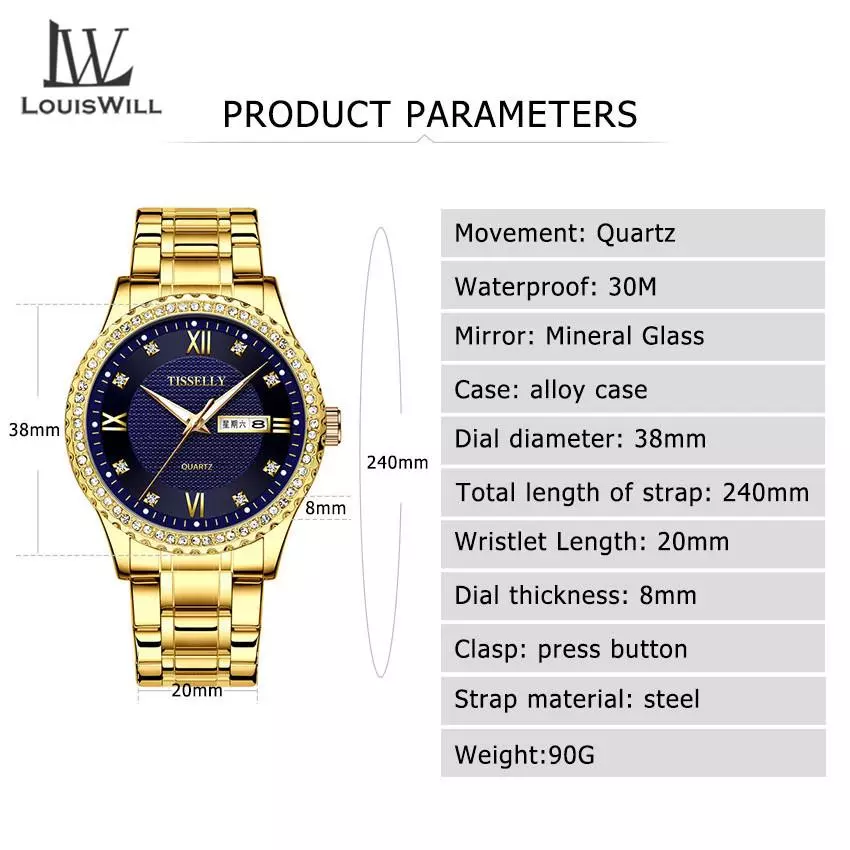 LW
LOUISWILL
PRODUCT PARAMETERS
XII
TISSELLY
星期六 8
QUARTZ
VI
38mm
8mm
240mm
20mm
Movement: Quartz
Waterproof: 30M
Mirror: Mineral Glass
Case: alloy case
Dial diameter: 38mm
Total length of strap: 240mm
Wristlet Length: 20mm
Dial thickness: 8mm
Clasp: press button
Strap material: steel
Weight:90G